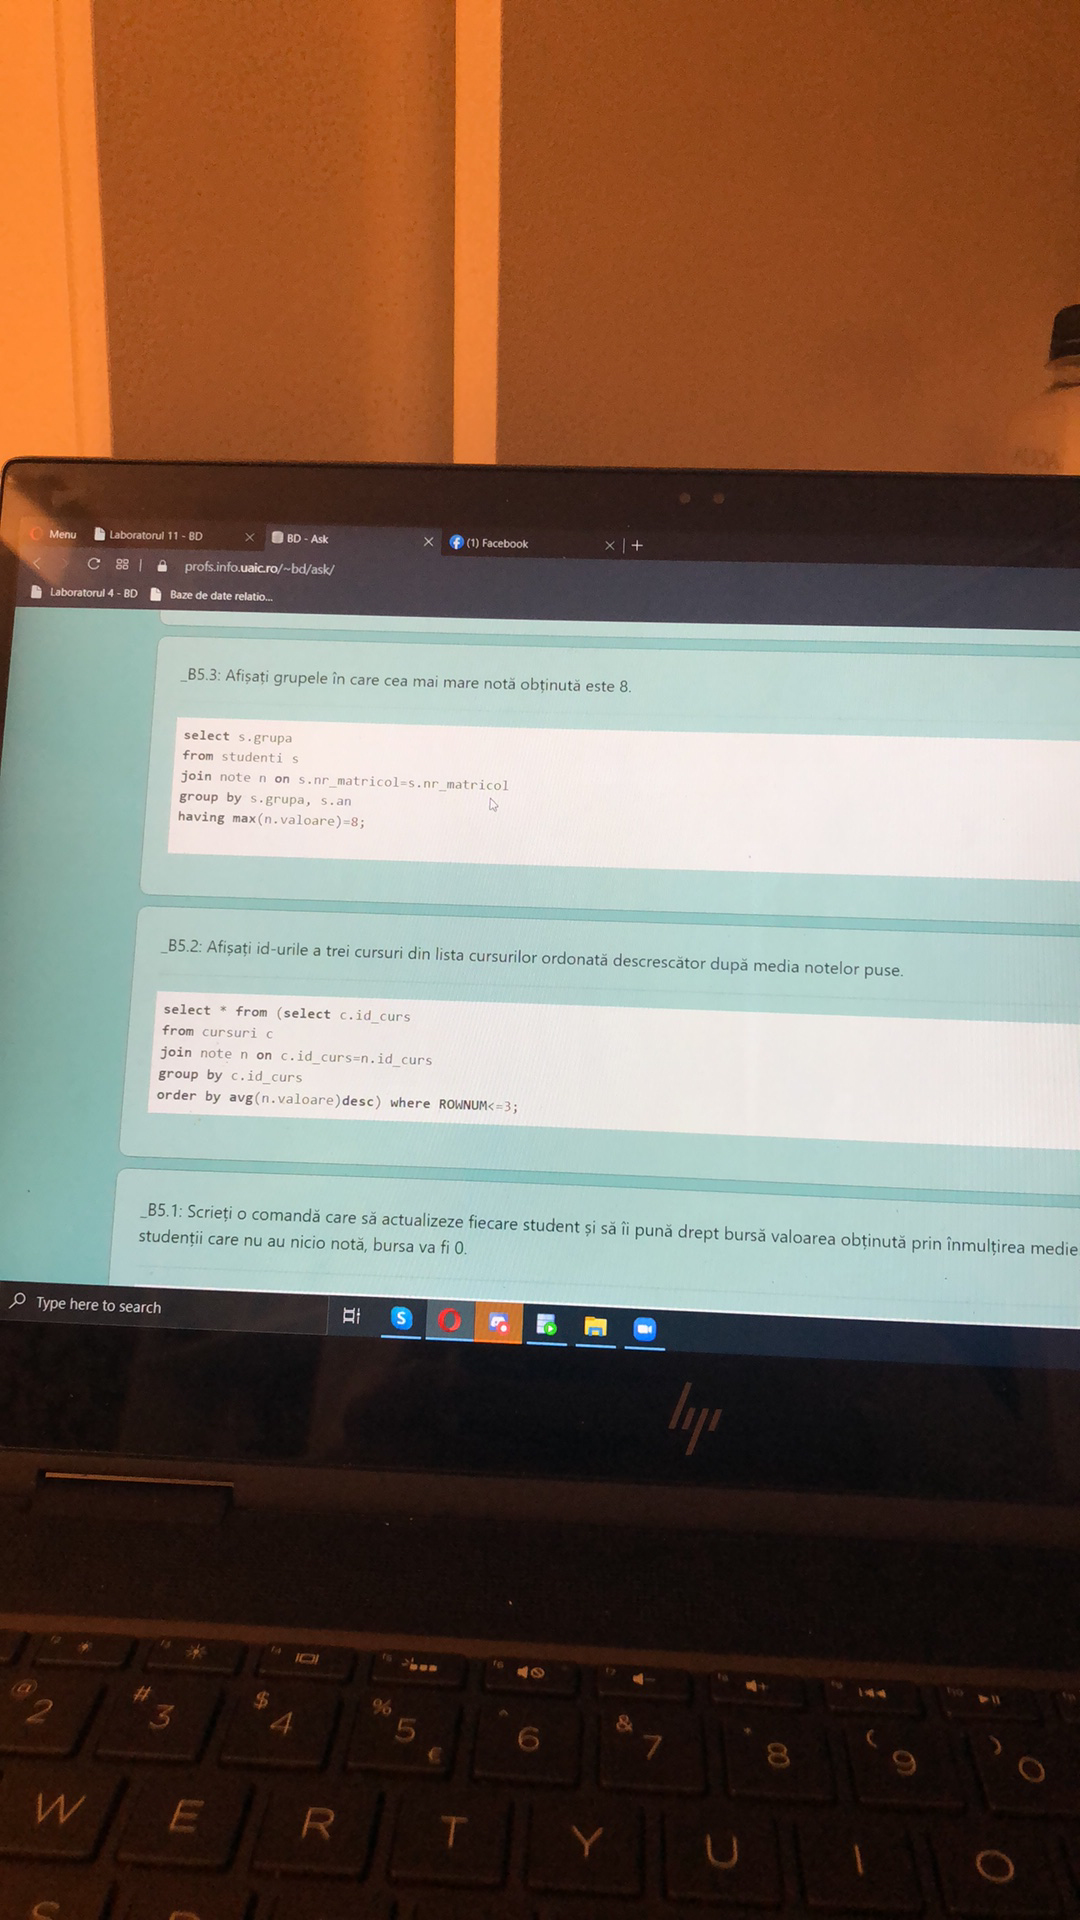 Menu
Laboratorul 11 - BD
BD - Ask
(1) Facebook
profs.info.uaic.ro/~bd/ask/
Laboratorul 4 - BD
Baze de date relatio...
_B5.3: Afișați grupele în care cea mai mare notă obținută este 8.
select s.grupa
from studenti s
join note n on s.nr_matricol=s.nr_matricol
group by s.grupa, s.an
having max(n.valoare)=8;
_B5.2: Afișați id-urile a trei cursuri din lista cursurilor ordonată descrescător după media notelor puse.
select * from (select c.id_curs
from cursuri c
join note n on c.id_curs=n.id_curs
group by c.id_curs
order by avg(n.valoare)desc) where ROWNUM<=3;
_B5.1: Scrieți o comandă care să actualizeze fiecare student și să îi pună drept bursă valoarea obținută prin înmulțirea medie
studenții care nu au nicio notă, bursa va fi 0.
Type here to search
S
hp
@ 2 # 3 $ 4 % 5 € ^ 6 & 7 * 8 ( 9 ) 0
W E R T Y U I O